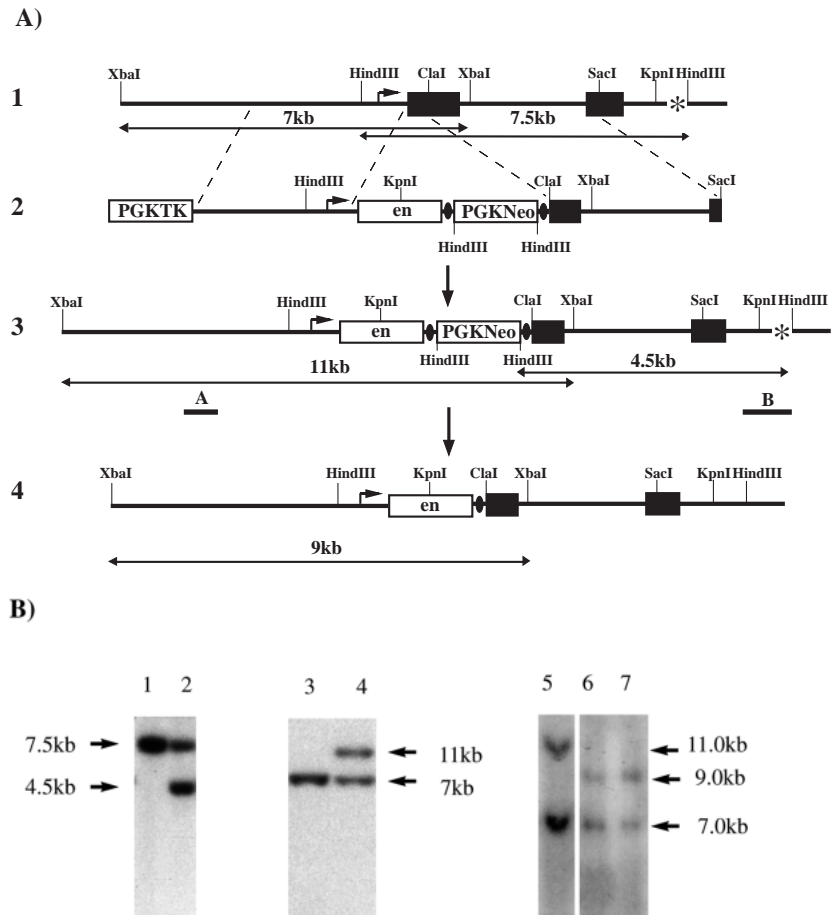 A)
XbaI HindIII ClaI XbaI SacI KpnI HindIII
1 *
7kb 7.5kb
HindIII KpnI ClaI XbaI SacI
2 PGKTK en PGKNeo
HindIII HindIII
XbaI HindIII KpnI ClaI XbaI SacI KpnI HindIII
3 en PGKNeo *
HindIII HindIII
11kb 4.5kb
A B
XbaI HindIII KpnI ClaI XbaI SacI KpnI HindIII
4 en
9kb
B)
1 2 3 4 5 6 7
7.5kb 11kb 11.0kb
4.5kb 7kb 9.0kb
7.0kb